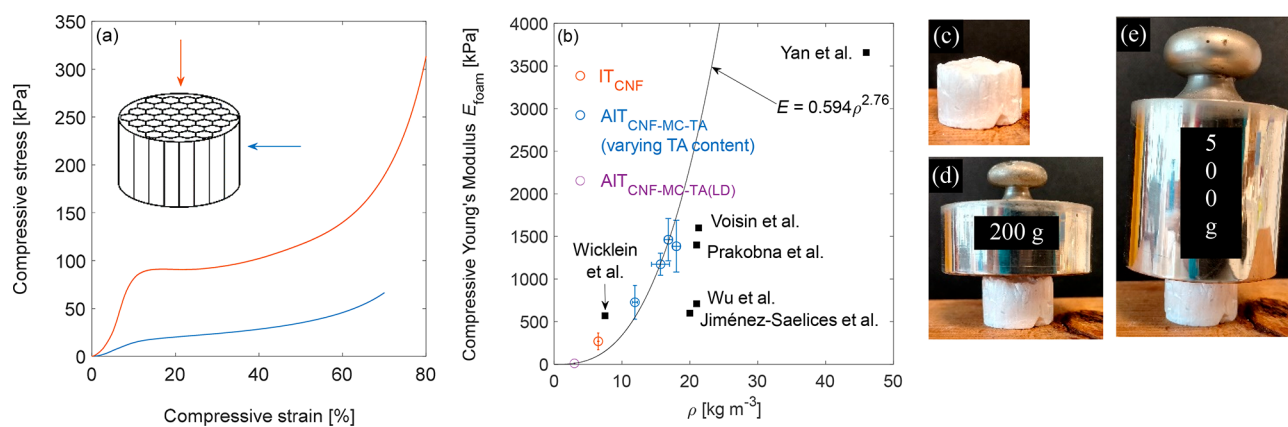 (a)
350
300
250
200
150
100
50
0
0 20 40 60 80
Compressive stress [kPa]
Compressive strain [%]
(b)
4000
3500
3000
2500
2000
1500
1000
500
0
0 10 20 30 40 50
Compressive Young's Modulus E_foam [kPa]
ρ [kg m⁻³]
IT_CNF
AIT_CNF-MC-TA
(varying TA content)
AIT_CNF-MC-TA(LD)
Yan et al.
E = 0.594ρ^2.76
Voisin et al.
Prakobna et al.
Wicklein
et al.
Wu et al.
Jiménez-Saelices et al.
(c)
(d)
200 g
(e)
5
0
0
g